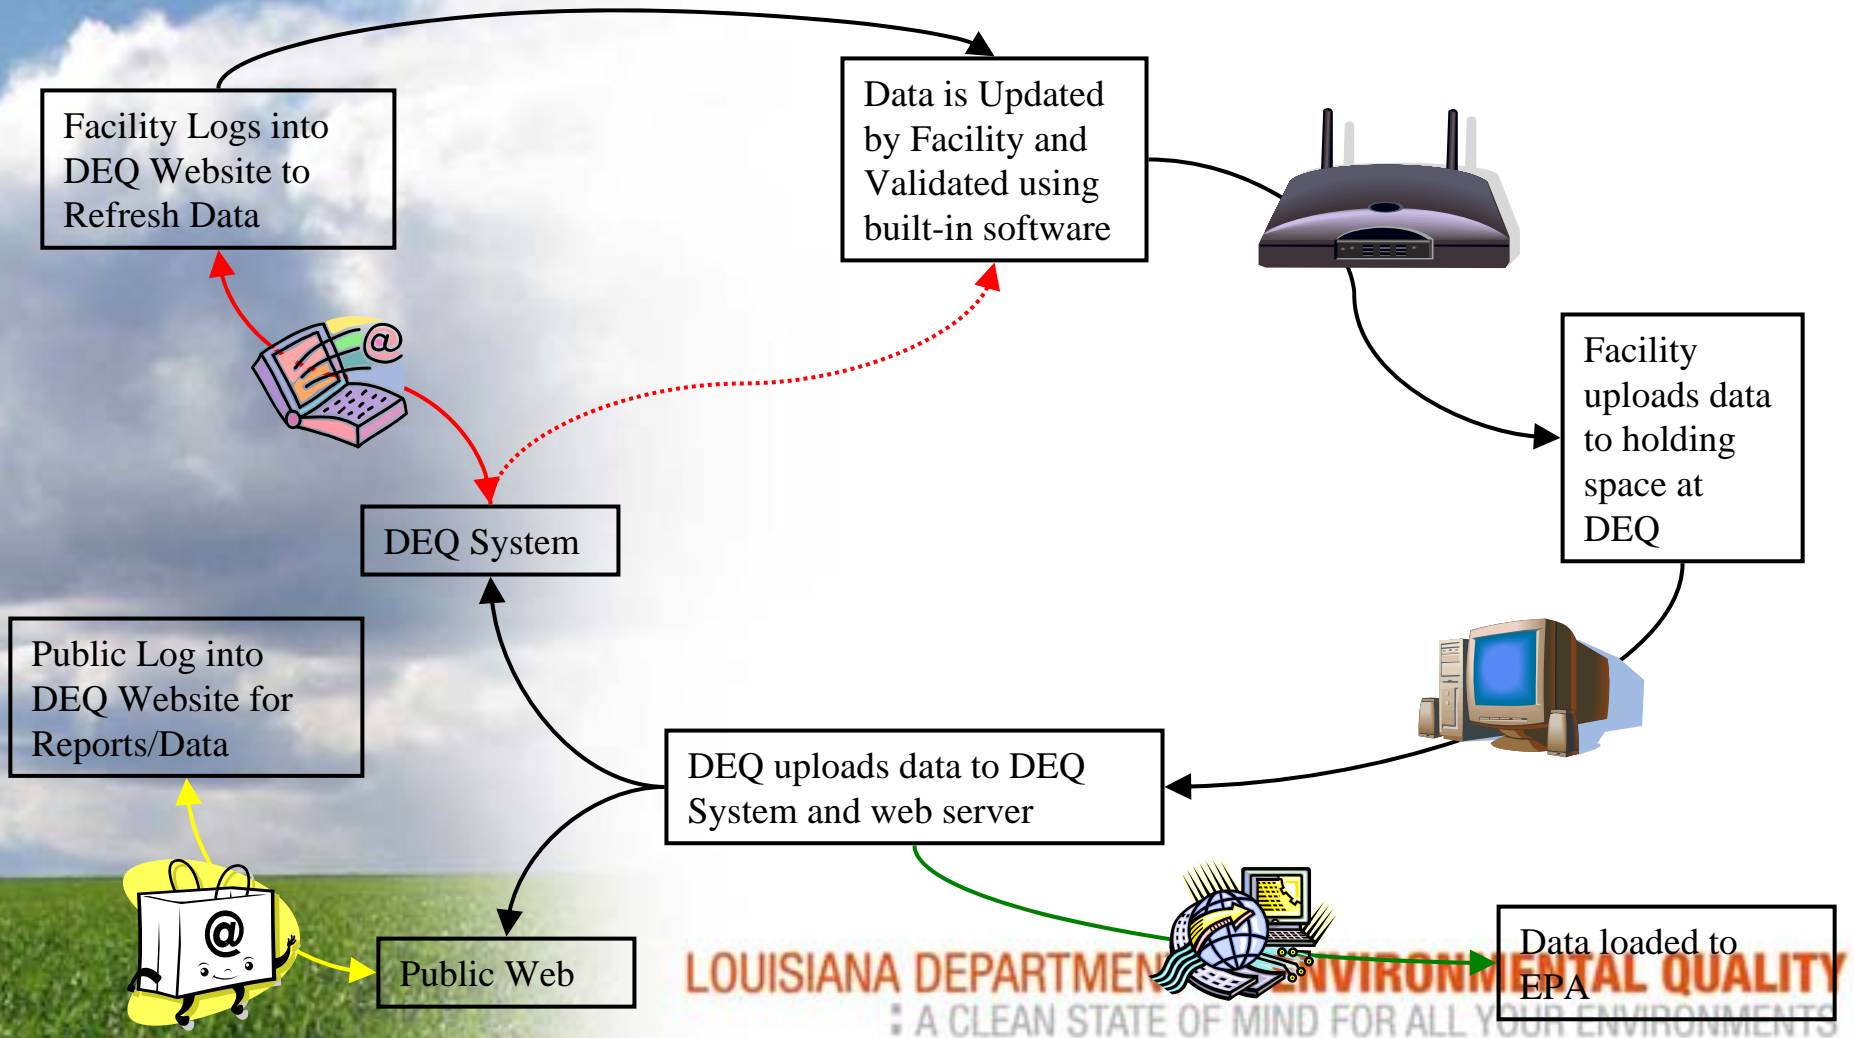 Facility Logs into
DEQ Website to
Refresh Data
Data is Updated
by Facility and
Validated using
built-in software
Facility
uploads data
to holding
space at
DEQ
@
DEQ System
Public Log into
DEQ Website for
Reports/Data
DEQ uploads data to DEQ
System and web server
@
Public Web
Data loaded to
EPA
LOUISIANA DEPARTMEN ENVIRONMENTAL QUALITY
: A CLEAN STATE OF MIND FOR ALL YOUR ENVIRONMENTS